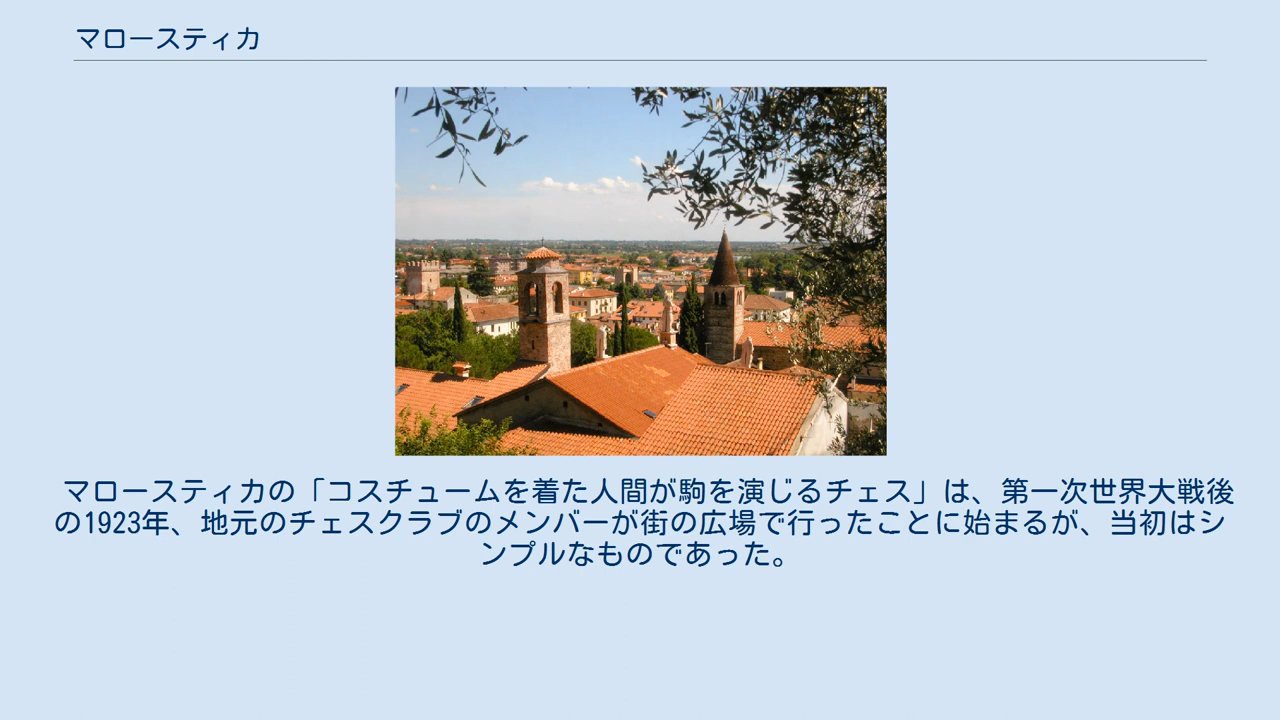 マロースティカ
マロースティカの「コスチュームを着た人間が駒を演じるチェス」は、第一次世界大戦後
の1923年、地元のチェスクラブのメンバーが街の広場で行ったことに始まるが、当初はシ
ンプルなものであった。